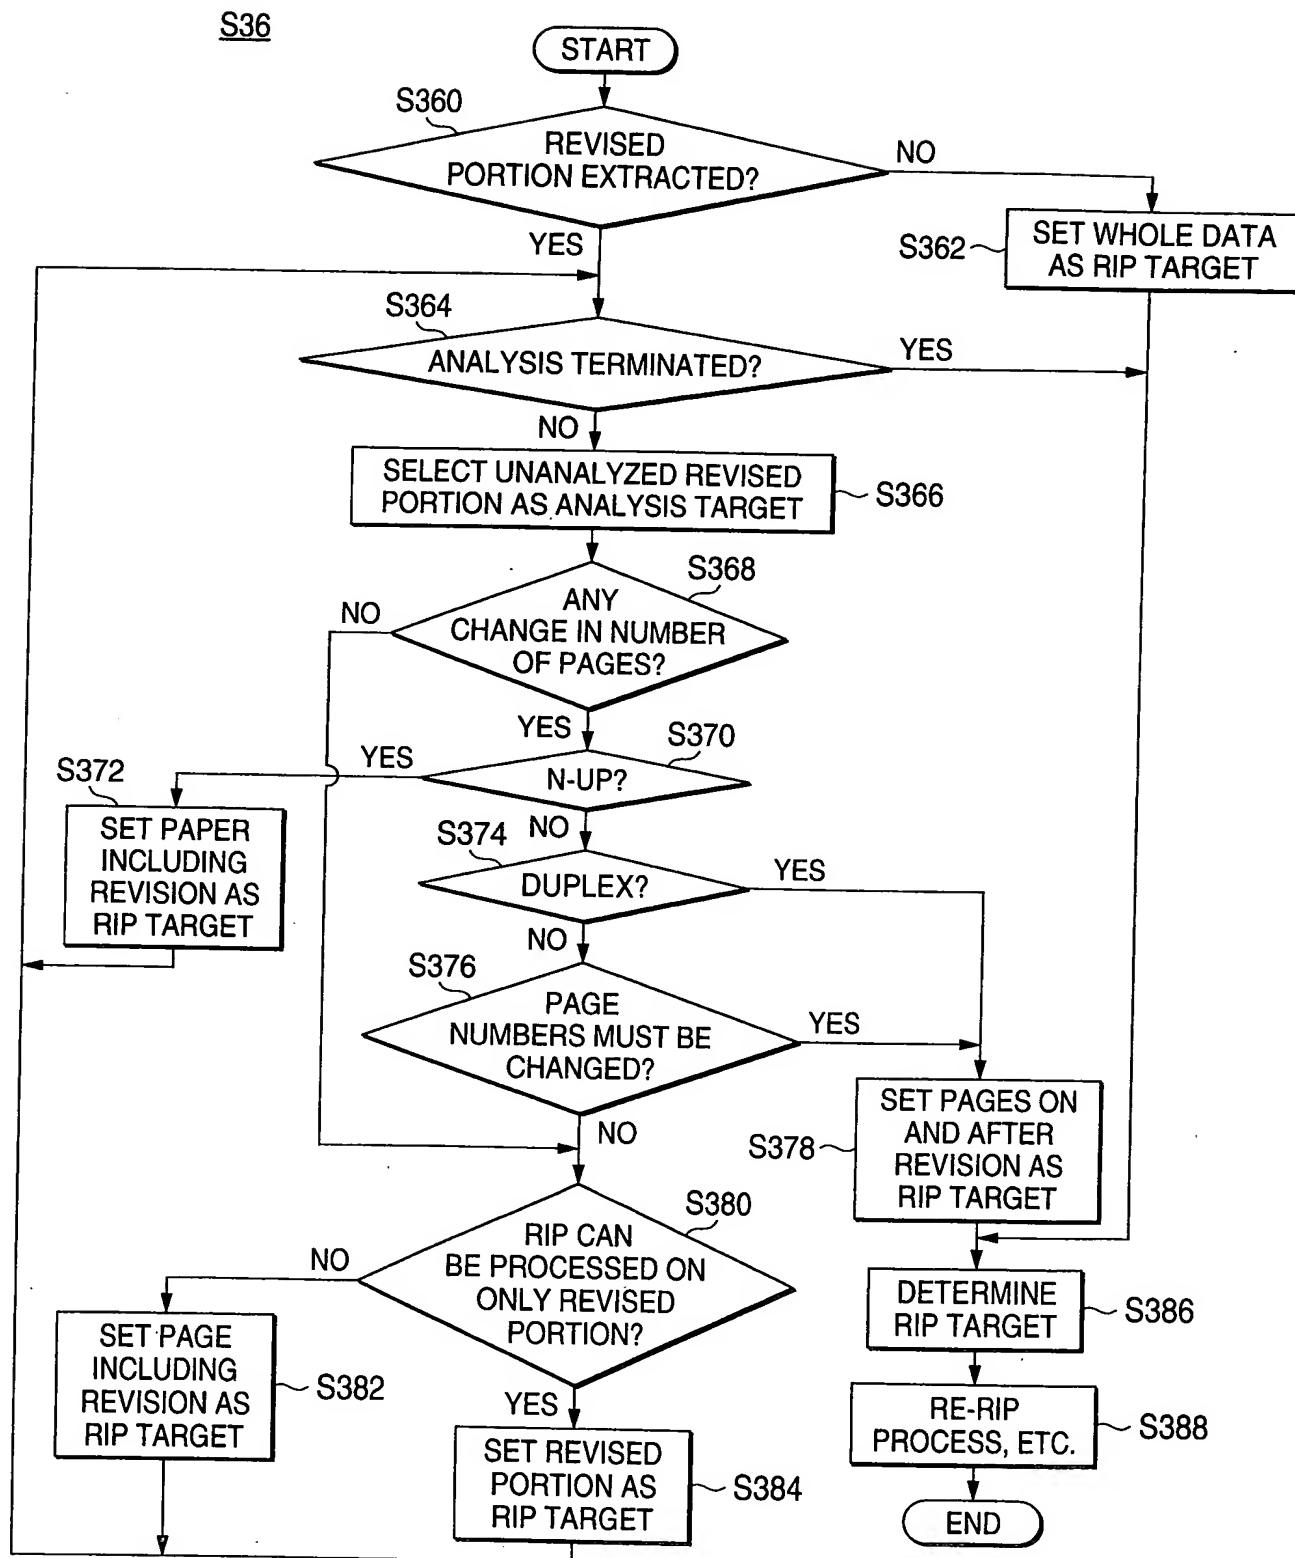 S36
START
S360
REVISED
PORTION EXTRACTED?
NO
YES
S362
SET WHOLE DATA
AS RIP TARGET
S364
ANALYSIS TERMINATED?
YES
NO
SELECT UNANALYZED REVISED
PORTION AS ANALYSIS TARGET
S366
S368
ANY
CHANGE IN NUMBER
OF PAGES?
NO
YES
S370
N-UP?
YES
NO
S372
SET PAPER
INCLUDING
REVISION AS
RIP TARGET
S374
DUPLEX?
YES
NO
S376
PAGE
NUMBERS MUST BE
CHANGED?
YES
NO
S378
SET PAGES ON
AND AFTER
REVISION AS
RIP TARGET
S380
RIP CAN
BE PROCESSED ON
ONLY REVISED
PORTION?
NO
YES
SET PAGE
INCLUDING
REVISION AS
RIP TARGET
S382
SET REVISED
PORTION AS
RIP TARGET
S384
DETERMINE
RIP TARGET
S386
RE-RIP
PROCESS, ETC.
S388
END